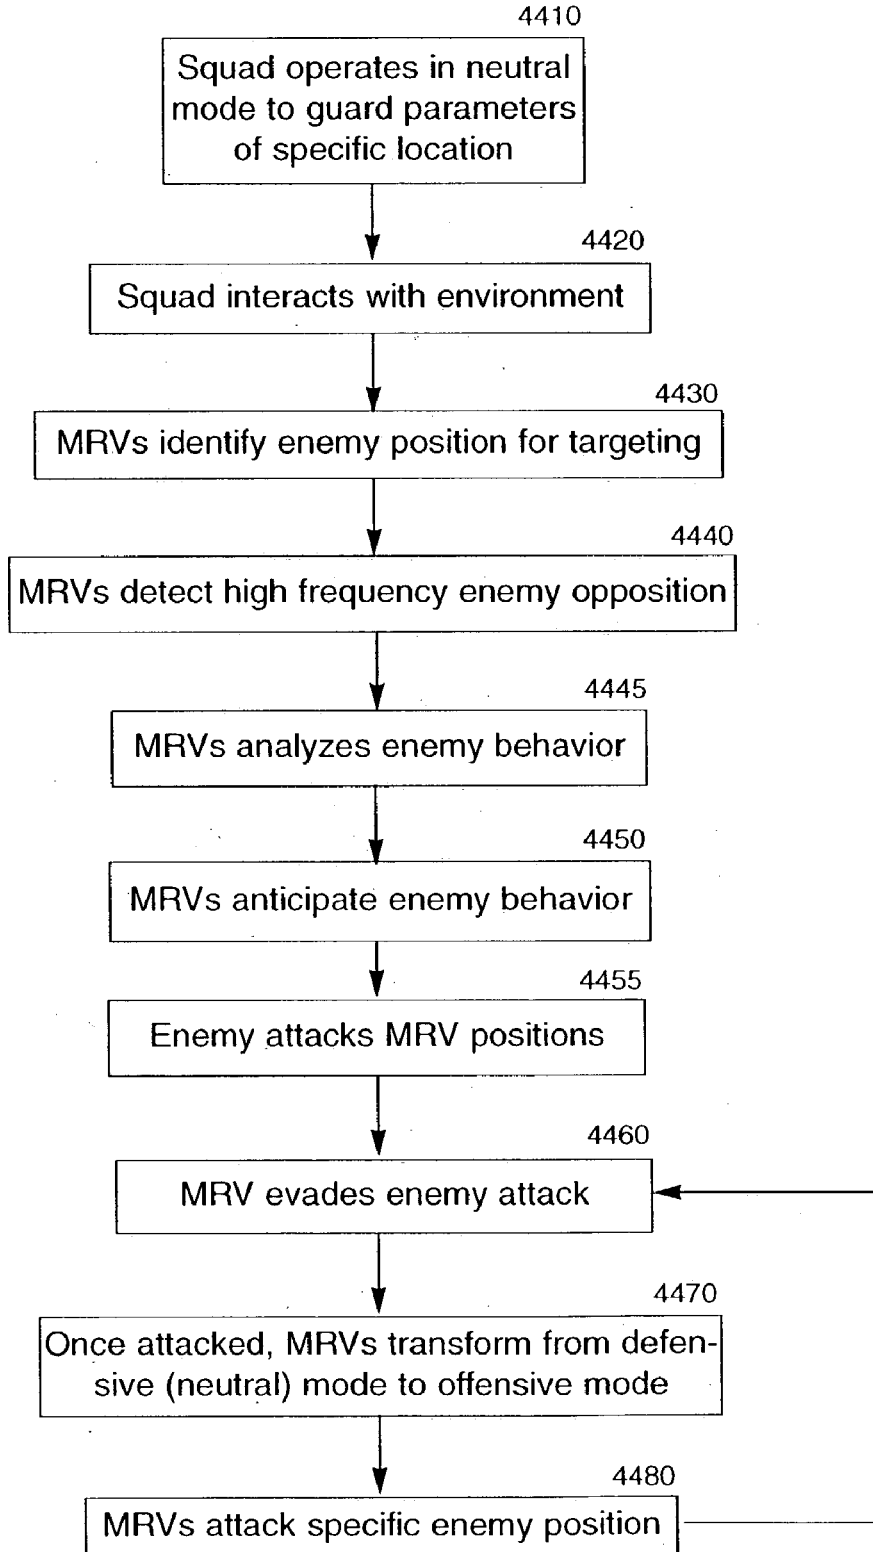 4410
Squad operates in neutral
mode to guard parameters
of specific location
4420
Squad interacts with environment
4430
MRVs identify enemy position for targeting
4440
MRVs detect high frequency enemy opposition
4445
MRVs analyzes enemy behavior
4450
MRVs anticipate enemy behavior
4455
Enemy attacks MRV positions
4460
MRV evades enemy attack
4470
Once attacked, MRVs transform from defen-
sive (neutral) mode to offensive mode
4480
MRVs attack specific enemy position